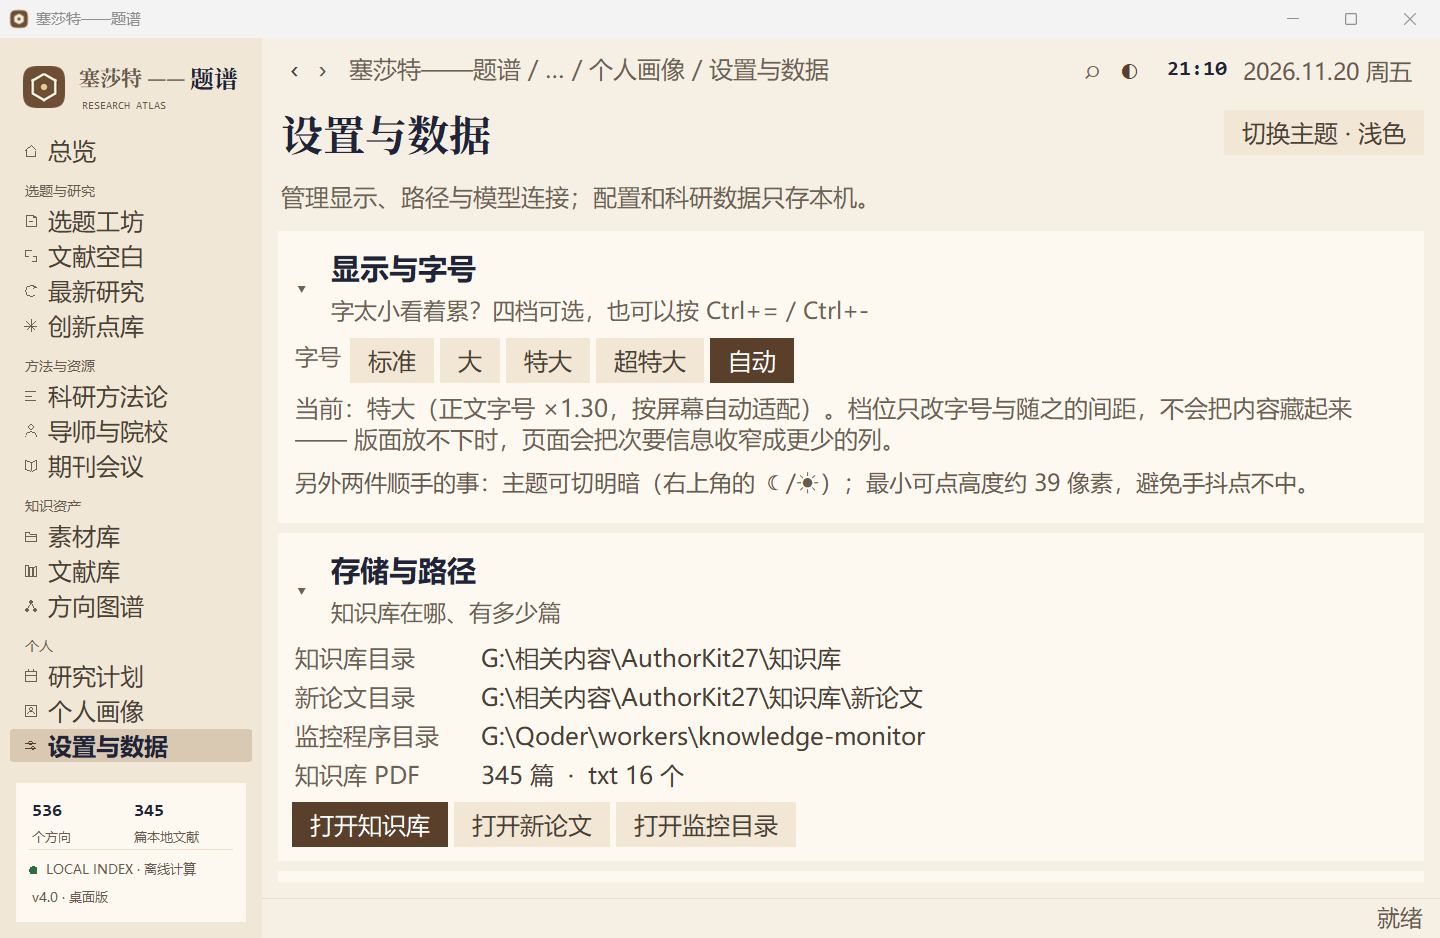 塞莎特——题谱
塞莎特 —— 题谱
RESEARCH ATLAS
总览
选题与研究
选题工坊
文献空白
最新研究
创新点库
方法与资源
科研方法论
导师与院校
期刊会议
知识资产
素材库
文献库
方向图谱
个人
研究计划
个人画像
设置与数据
536 345
个方向 篇本地文献
LOCAL INDEX · 离线计算
v4.0 · 桌面版
‹ › 塞莎特——题谱 / ... / 个人画像 / 设置与数据
21:10 2026.11.20 周五
设置与数据
切换主题 · 浅色
管理显示、路径与模型连接；配置和科研数据只存本机。
显示与字号
字太小看着累？四档可选，也可以按 Ctrl+= / Ctrl+-
字号 标准 大 特大 超特大 自动
当前：特大（正文字号 ×1.30，按屏幕自动适配）。档位只改字号与随之的间距，不会把内容藏起来
—— 版面放不下时，页面会把次要信息收窄成更少的列。
另外两件顺手的事：主题可切明暗（右上角的 ☾/☀）；最小可点高度约 39 像素，避免手抖点不中。
存储与路径
知识库在哪、有多少篇
知识库目录 G:\相关内容\AuthorKit27\知识库
新论文目录 G:\相关内容\AuthorKit27\知识库\新论文
监控程序目录 G:\Qoder\workers\knowledge-monitor
知识库 PDF 345 篇 · txt 16 个
打开知识库 打开新论文 打开监控目录
就绪